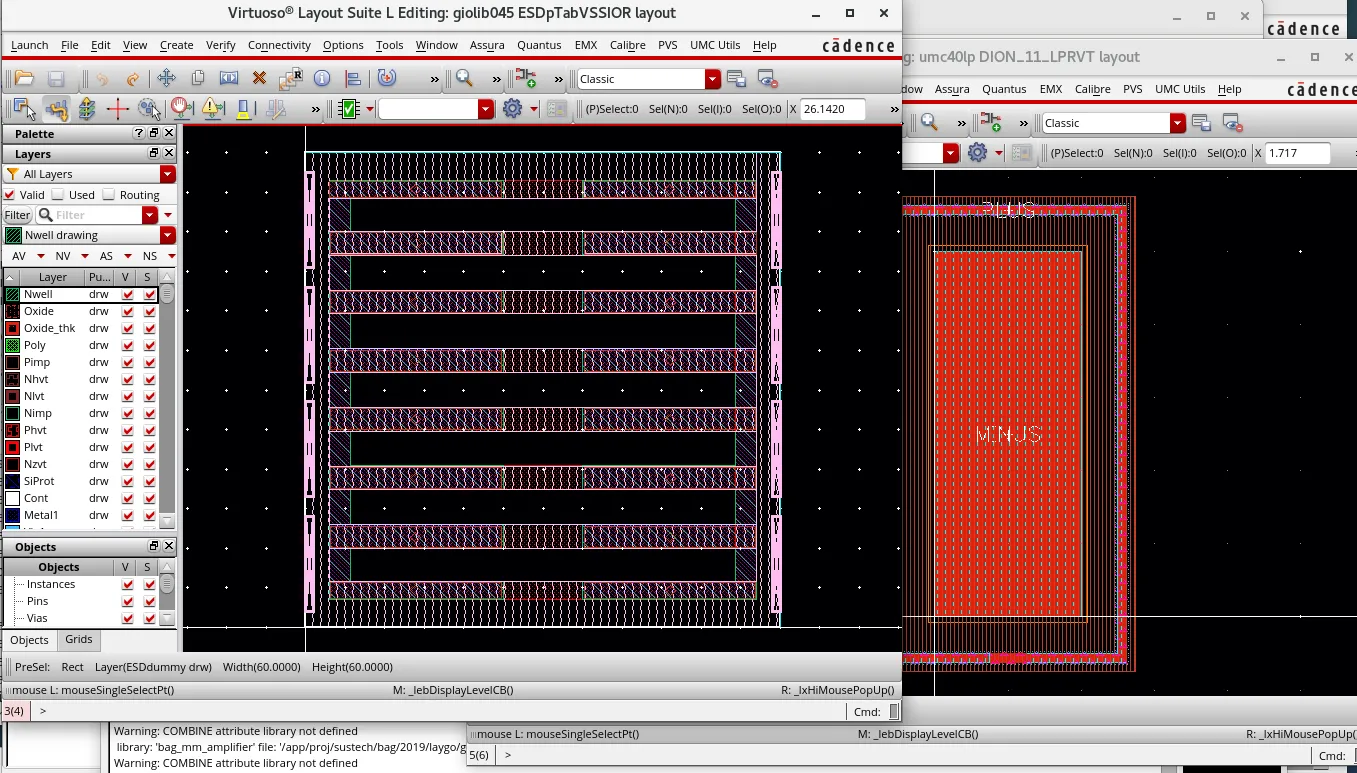 Virtuoso® Layout Suite L Editing: giolib045 ESDpTabVSSIOR layout
Launch File Edit View Create Verify Connectivity Options Tools Window Assura Quantus EMX Calibre PVS UMC Utils Help cādence
» » » Classic
» (P)Select:0 Sel(N):0 Sel(I):0 Sel(O):0 X 26.1420 »
Palette ?
Layers
All Layers
Valid Used Routing
Filter Filter
Nwell drawing
AV NV AS NS
Layer Pu... V S
Nwell drw
Oxide drw
Oxide_thk drw
Poly drw
Pimp drw
Nhvt drw
Nlvt drw
Nimp drw
Phvt drw
Plvt drw
Nzvt drw
SiProt drw
Cont drw
Metal1 drw
Objects
Objects V S
Instances
Pins
Vias
Objects Grids
PreSel: Rect Layer(ESDdummy drw) Width(60.0000) Height(60.0000)
mouse L: mouseSingleSelectPt() M: _lebDisplayLevelCB() R: _lxHiMousePopUp()
3(4) > Cmd:
cādence
g: umc40lp DION_11_LPRVT layout
dow Assura Quantus EMX Calibre PVS UMC Utils Help cādence
» » Classic
(P)Select:0 Sel(N):0 Sel(I):0 Sel(O):0 X 1.717
PLUS
MINUS
Warning: COMBINE attribute library not defined
library: 'bag_mm_amplifier' file: '/app/proj/sustech/bag/2019/laygo/g
Warning: COMBINE attribute library not defined
mouse L: mouseSingleSelectPt() M: _lebDisplayLevelCB() R: _lxHiMousePopUp(
5(6) > Cmd: